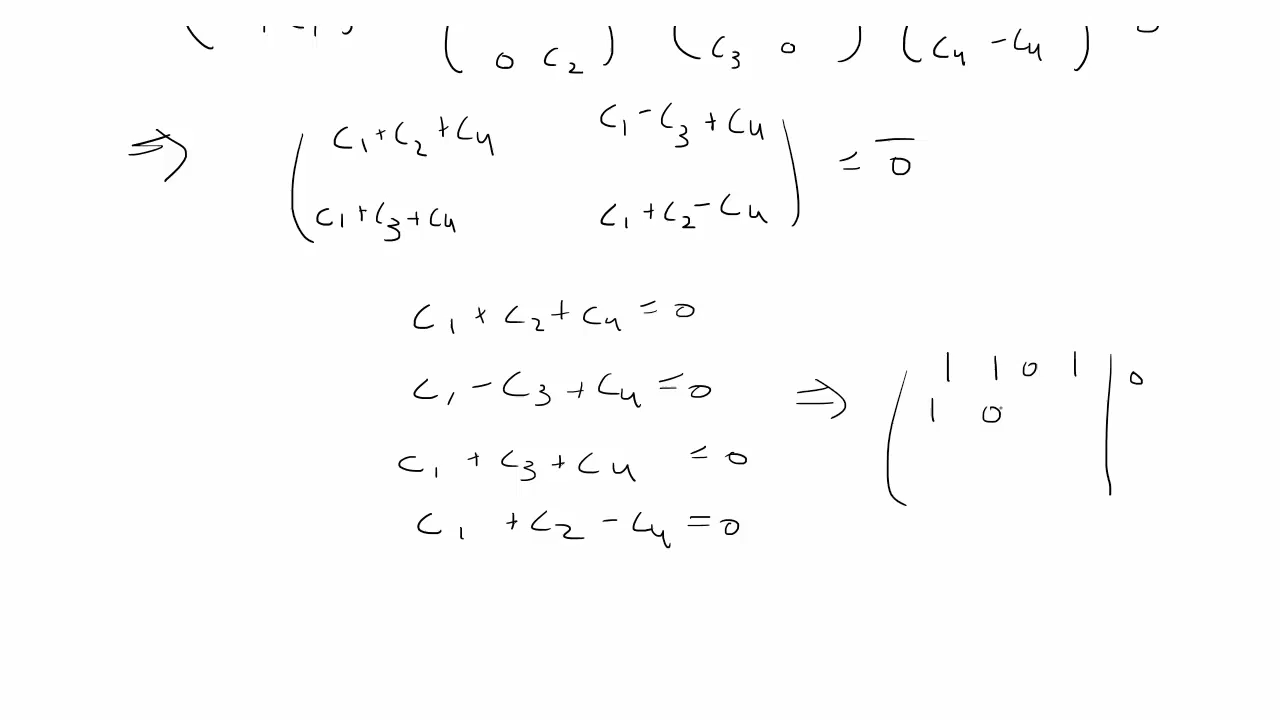 ( 0 c₂ ) ( c₃ 0 ) ( c₄ -c₄ )
⇒ ( c₁+c₂+c₄ c₁-c₃+c₄
c₁+c₃+c₄ c₁+c₂-c₄ ) = 0̅
c₁ + c₂ + c₄ = 0
c₁ - c₃ + c₄ = 0 ⇒ ( 1 1 0 1 | 0
1 0
c₁ + c₃ + c₄ = 0
c₁ + c₂ - c₄ = 0